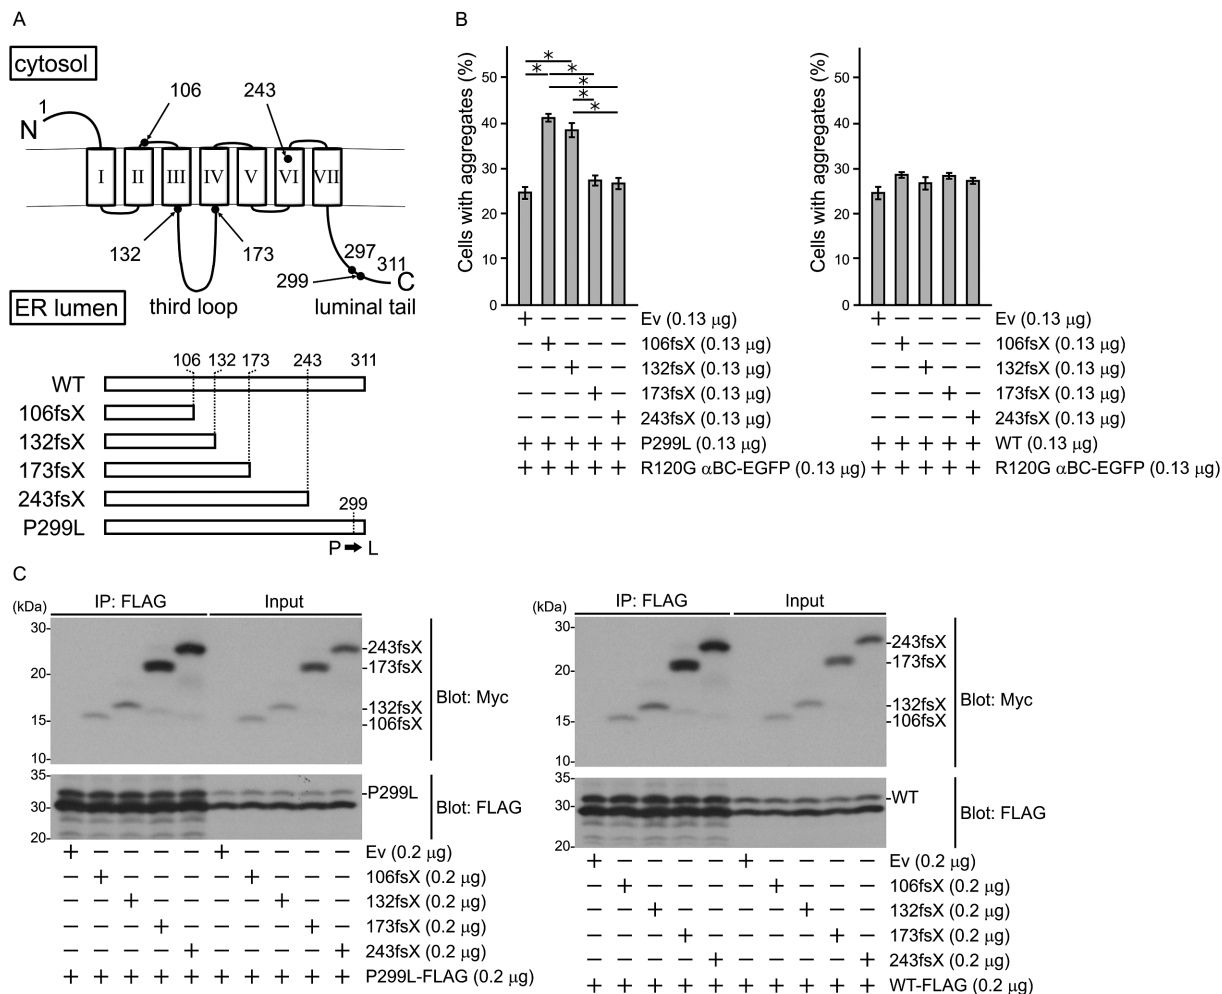 A
cytosol
N
1
106
243
I II III IV V VI VII
132
173
297
299
311
C
ER lumen
third loop
luminal tail
106 132 173 243 311
WT
106fsX
132fsX
173fsX
243fsX
299
P299L
P L
B
Cells with aggregates (%)
50
40
30
20
10
0
* *
* *
*
*
*
+ − − − − Ev (0.13 μg)
− + − − − 106fsX (0.13 μg)
− − + − − 132fsX (0.13 μg)
− − − + − 173fsX (0.13 μg)
− − − − + 243fsX (0.13 μg)
+ + + + + P299L (0.13 μg)
+ + + + + R120G αBC-EGFP (0.13 μg)
Cells with aggregates (%)
50
40
30
20
10
0
+ − − − − Ev (0.13 μg)
− + − − − 106fsX (0.13 μg)
− − + − − 132fsX (0.13 μg)
− − − + − 173fsX (0.13 μg)
− − − − + 243fsX (0.13 μg)
+ + + + + WT (0.13 μg)
+ + + + + R120G αBC-EGFP (0.13 μg)
C
(kDa) IP: FLAG Input
30-
20-
15-
10-
-243fsX
-173fsX
-132fsX
-106fsX
Blot: Myc
35-
30-
20-
-P299L
Blot: FLAG
+ − − − − + − − − − Ev (0.2 μg)
− + − − − − + − − − 106fsX (0.2 μg)
− − + − − − − + − − 132fsX (0.2 μg)
− − − + − − − − + − 173fsX (0.2 μg)
− − − − + − − − − + 243fsX (0.2 μg)
+ + + + + + + + + + P299L-FLAG (0.2 μg)
(kDa) IP: FLAG Input
30-
20-
15-
10-
-243fsX
-173fsX
-132fsX
-106fsX
Blot: Myc
35-
30-
20-
-WT
Blot: FLAG
+ − − − − + − − − − Ev (0.2 μg)
− + − − − − + − − − 106fsX (0.2 μg)
− − + − − − − + − − 132fsX (0.2 μg)
− − − + − − − − + − 173fsX (0.2 μg)
− − − − + − − − − + 243fsX (0.2 μg)
+ + + + + + + + + + WT-FLAG (0.2 μg)